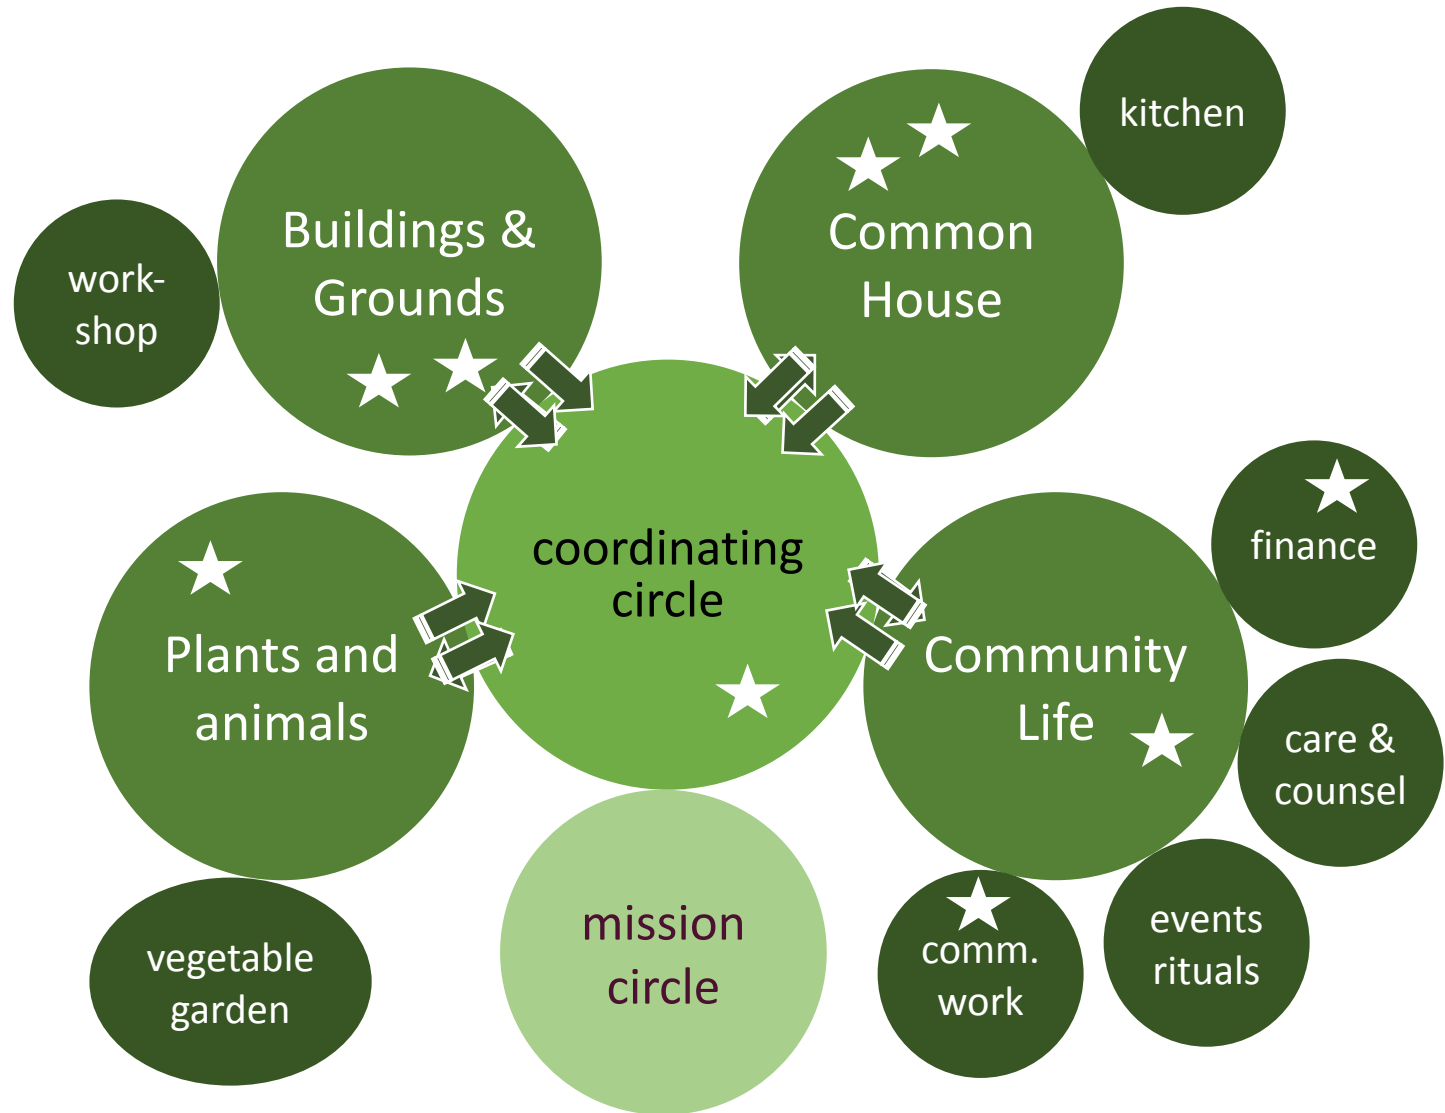 kitchen
Buildings &
Grounds
Common
House
work-
shop
coordinating
circle
finance
Plants and
animals
Community
Life
care &
counsel
mission
circle
vegetable
garden
comm.
work
events
rituals